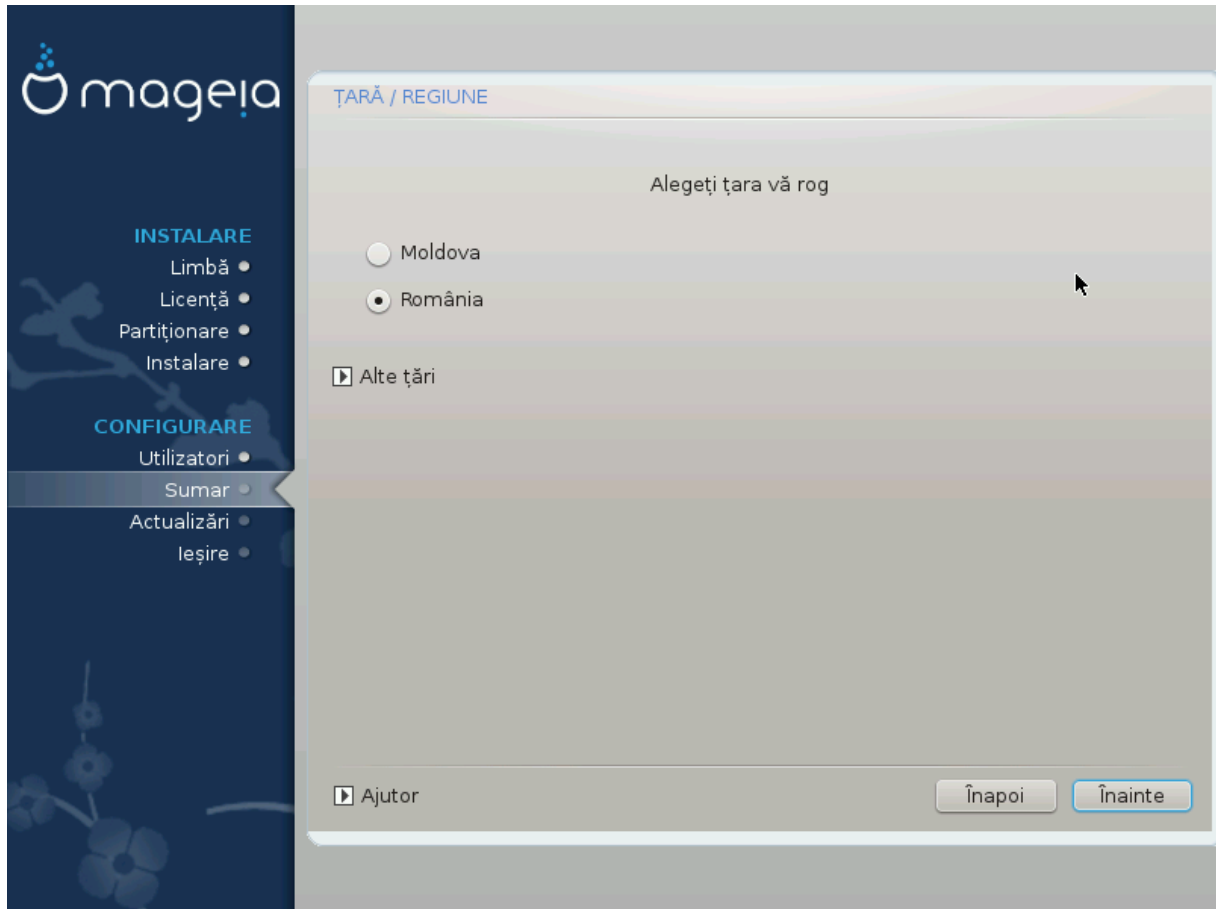 mageia
INSTALARE
Limbă
Licență
Partiționare
Instalare
CONFIGURARE
Utilizatori
Sumar
Actualizări
Ieșire
ȚARĂ / REGIUNE
Alegeți țara vă rog
Moldova
România
Alte țări
Ajutor
Înapoi
Înainte